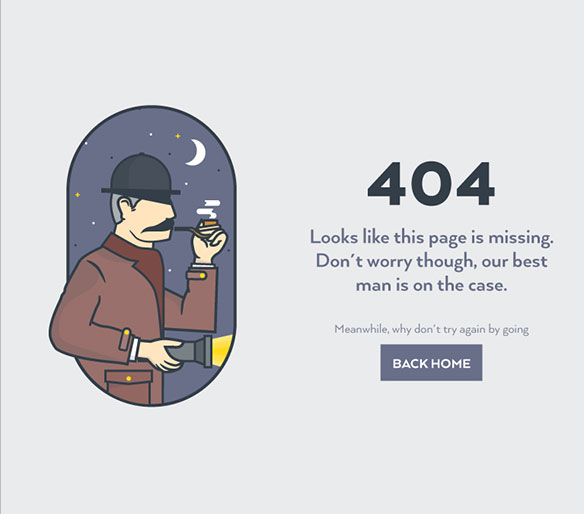 404
Looks like this page is missing.
Don't worry though, our best
man is on the case.
Meanwhile, why don't try again by going
BACK HOME